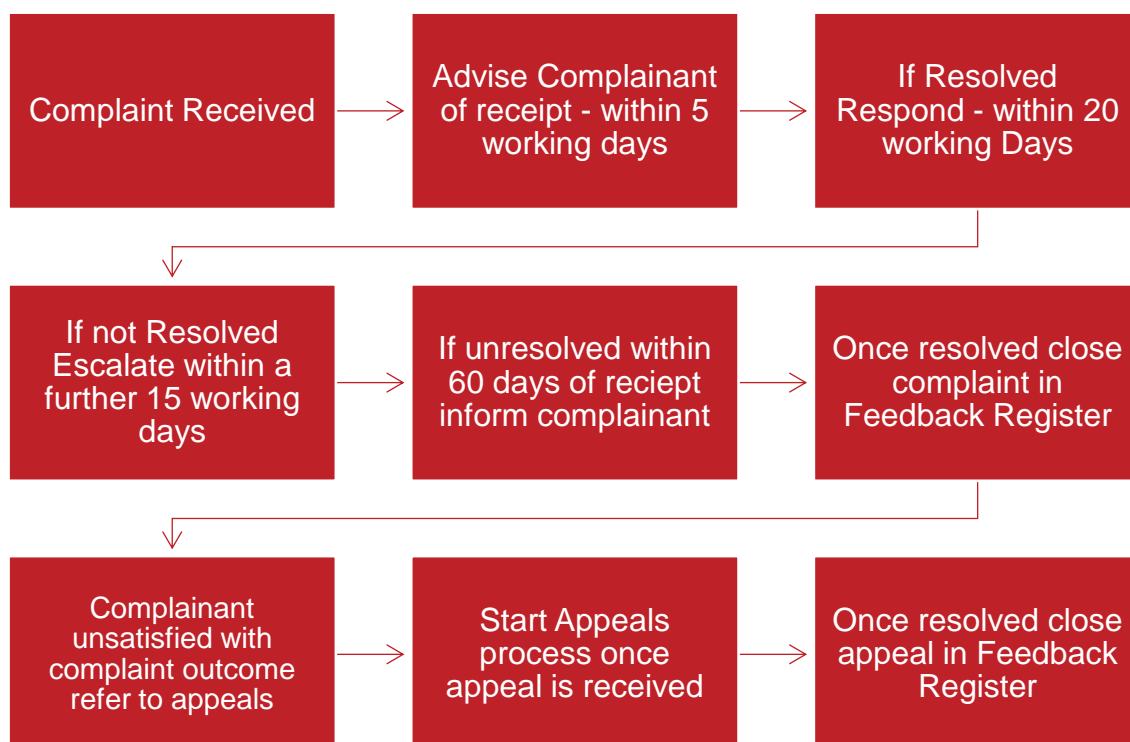 Complaint Received
Advise Complainant
of receipt - within 5
working days
If Resolved
Respond - within 20
working Days
If not Resolved
Escalate within a
further 15 working
days
If unresolved within
60 days of reciept
inform complainant
Once resolved close
complaint in
Feedback Register
Complainant
unsatisfied with
complaint outcome
refer to appeals
Start Appeals
process once
appeal is received
Once resolved close
appeal in Feedback
Register